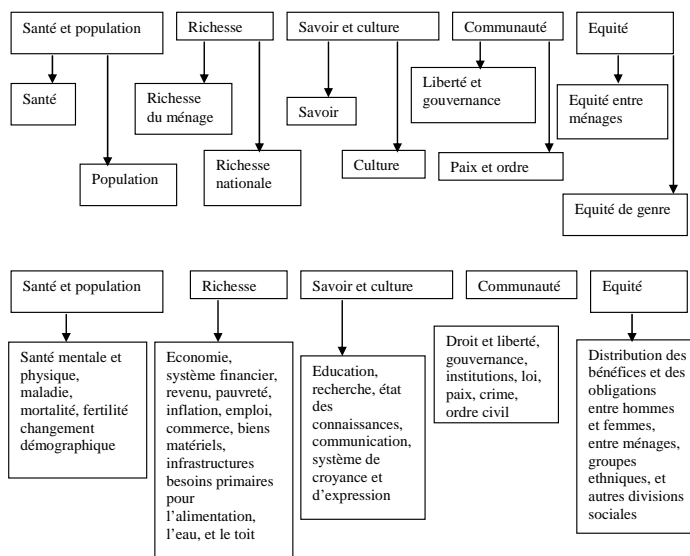 Santé et population
Richesse
Savoir et culture
Communauté
Equité
Santé
Richesse
du ménage
Savoir
Liberté et
gouvernance
Equité entre
ménages
Population
Richesse
nationale
Culture
Paix et ordre
Equité de genre
Santé et population
Richesse
Savoir et culture
Communauté
Equité
Santé mentale et
physique,
maladie,
mortalité, fertilité
changement
démographique
Economie,
système financier,
revenu, pauvreté,
inflation, emploi,
commerce, biens
matériels,
infrastructures
besoins primaires
pour
l’alimentation,
l’eau, et le toit
Education,
recherche, état
des
connaissances,
communication,
système de
croyance et
d’expression
Droit et liberté,
gouvernance,
institutions, loi,
paix, crime,
ordre civil
Distribution des
bénéfices et des
obligations
entre hommes
et femmes,
entre ménages,
groupes
ethniques, et
autres divisions
sociales